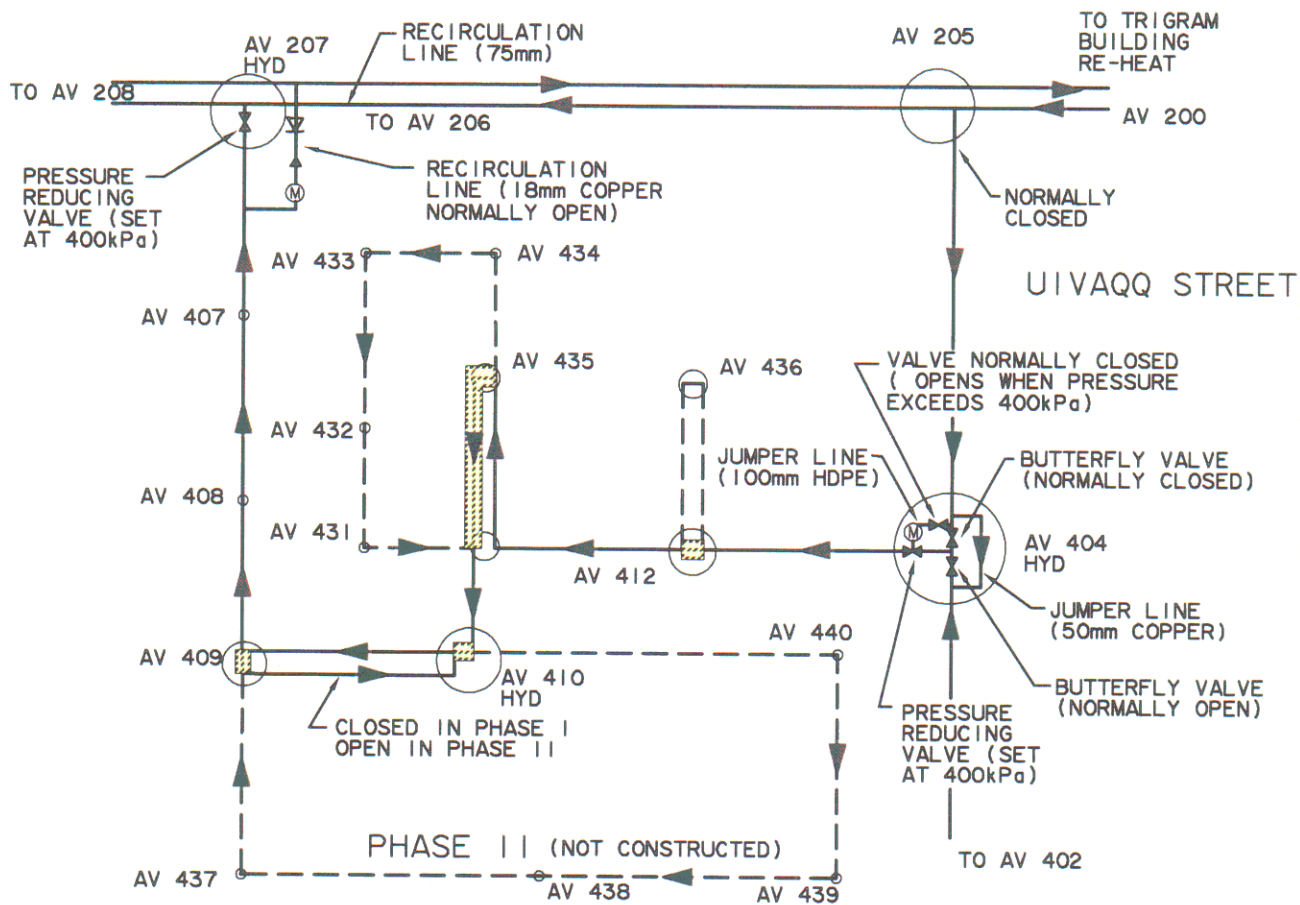 AV 207
HYD
RECIRCULATION
LINE (75mm)
AV 205
TO TRIGRAM
BUILDING
RE-HEAT
TO AV 208
TO AV 206
AV 200
PRESSURE
REDUCING
VALVE (SET
AT 400kPa)
RECIRCULATION
LINE (18mm COPPER
NORMALLY OPEN)
M
NORMALLY
CLOSED
AV 433
AV 434
UIVAQQ STREET
AV 407
AV 435
AV 436
VALVE NORMALLY CLOSED
( OPENS WHEN PRESSURE
EXCEEDS 400kPa)
AV 432
JUMPER LINE
(100mm HDPE)
BUTTERFLY VALVE
(NORMALLY CLOSED)
AV 408
AV 431
M
AV 404
HYD
AV 412
JUMPER LINE
(50mm COPPER)
AV 440
AV 409
AV 410
HYD
BUTTERFLY VALVE
(NORMALLY OPEN)
CLOSED IN PHASE I
OPEN IN PHASE II
PRESSURE
REDUCING
VALVE (SET
AT 400kPa)
PHASE II (NOT CONSTRUCTED)
TO AV 402
AV 437
AV 438
AV 439